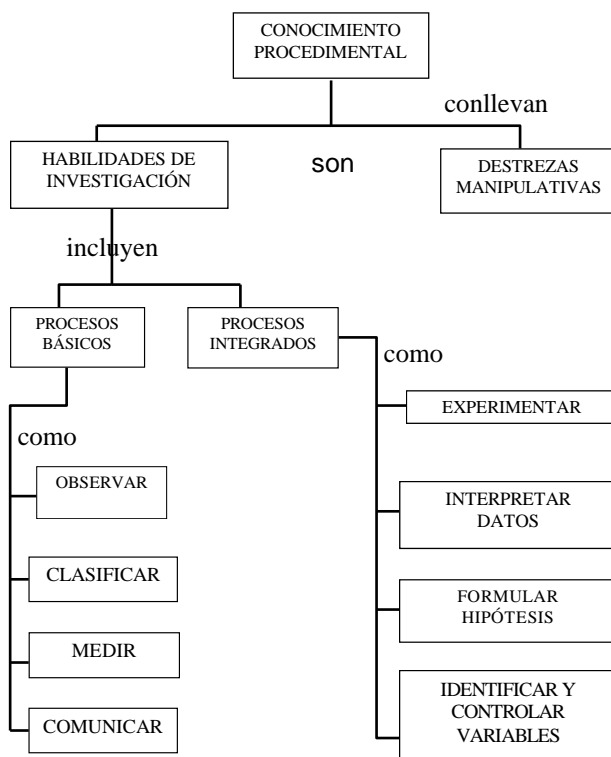 CONOCIMIENTO
PROCEDIMENTAL
conllevan
HABILIDADES DE
INVESTIGACIÓN
son
DESTREZAS
MANIPULATIVAS
incluyen
PROCESOS
BÁSICOS
PROCESOS
INTEGRADOS
como
EXPERIMENTAR
como
OBSERVAR
INTERPRETAR
DATOS
CLASIFICAR
FORMULAR
HIPÓTESIS
MEDIR
IDENTIFICAR Y
CONTROLAR
VARIABLES
COMUNICAR